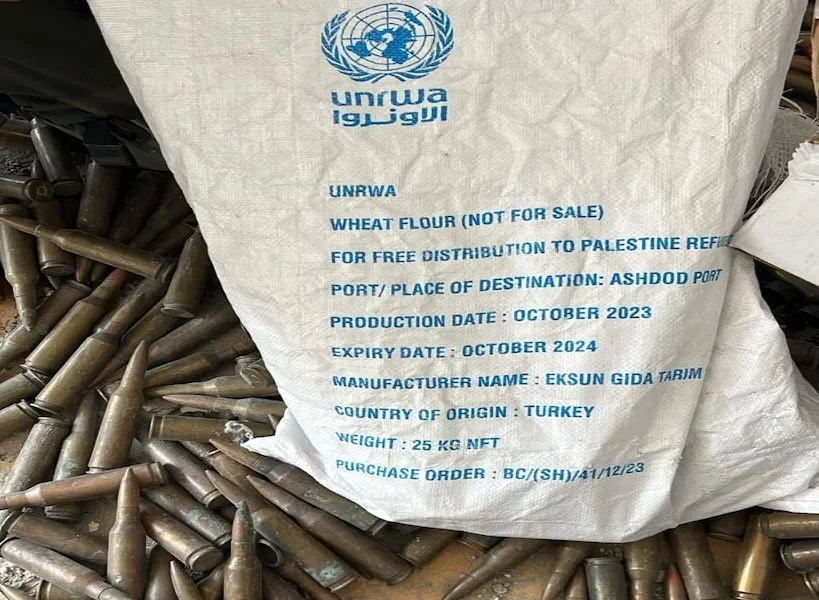 unrwa
الاونروا
UNRWA
WHEAT FLOUR (NOT FOR SALE)
FOR FREE DISTRIBUTION TO PALESTINE
PORT/ PLACE OF DESTINATION: ASHDOD PORT
PRODUCTION DATE : OCTOBER 2023
EXPIRY DATE : OCTOBER 2024
MANUFACTURER NAME : EKSUN GIDA TARIM
COUNTRY OF ORIGIN : TURKEY
WEIGHT : 25 KG NET
PURCHASE ORDER : BC/(SH)/41/12/23